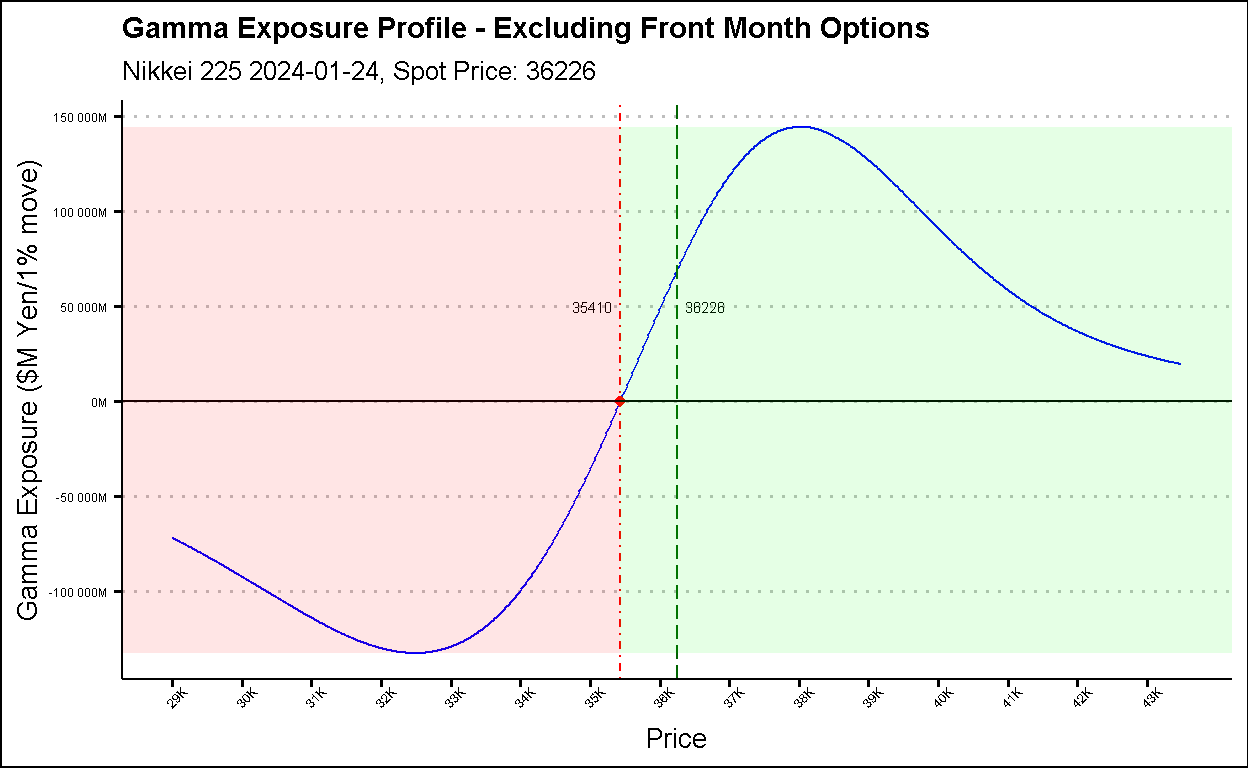 Gamma Exposure Profile - Excluding Front Month Options
Nikkei 225 2024-01-24, Spot Price: 36226
Gamma Exposure ($M Yen/1% move)
150 000M
100 000M
50 000M
0M
-50 000M
-100 000M
35410
36226
29K
30K
31K
32K
33K
34K
35K
36K
37K
38K
39K
40K
41K
42K
43K
Price